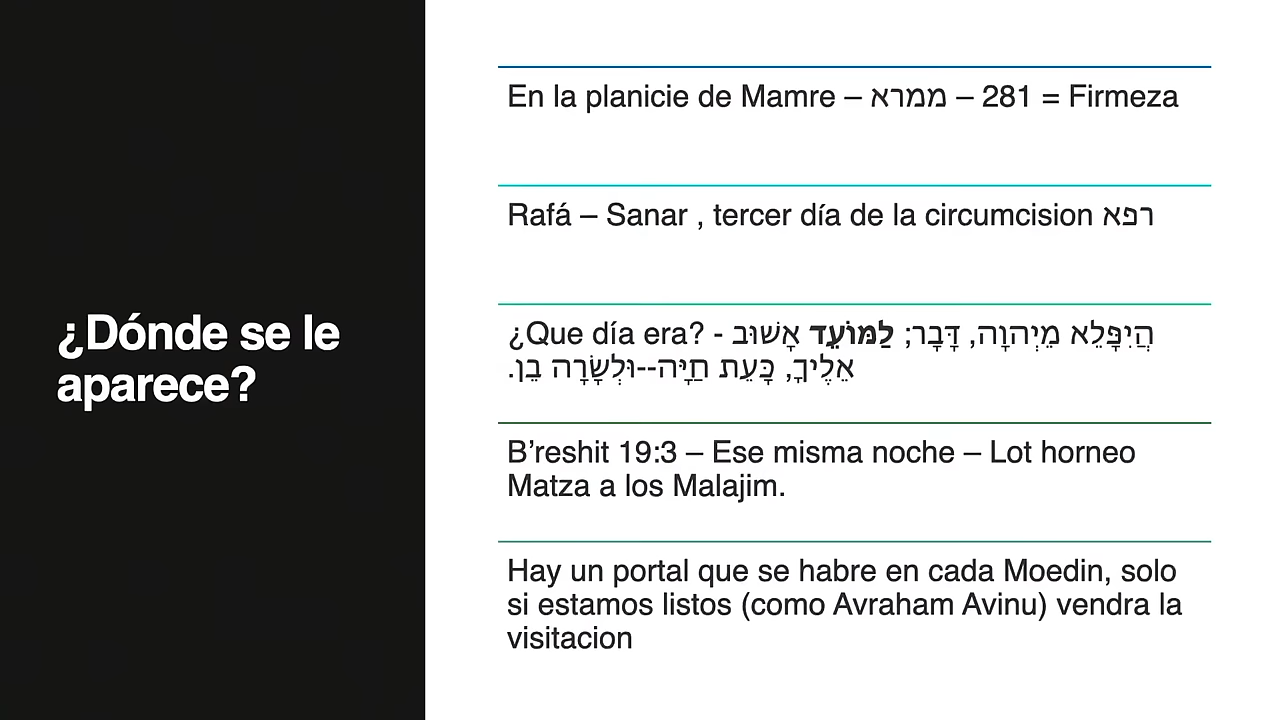 ¿Dónde se le
aparece?
En la planicie de Mamre – ממרא – 281 = Firmeza
Rafá – Sanar , tercer día de la circumcision רפא
¿Que día era? - הֲיִפָּלֵא מֵיְהוָה, דָּבָר; לַמּוֹעֵד אָשׁוּב
אֵלֶיךָ, כָּעֵת חַיָּה--וּלְשָׂרָה בֵן.
B’reshit 19:3 – Ese misma noche – Lot horneo
Matza a los Malajim.
Hay un portal que se habre en cada Moedin, solo
si estamos listos (como Avraham Avinu) vendra la
visitacion